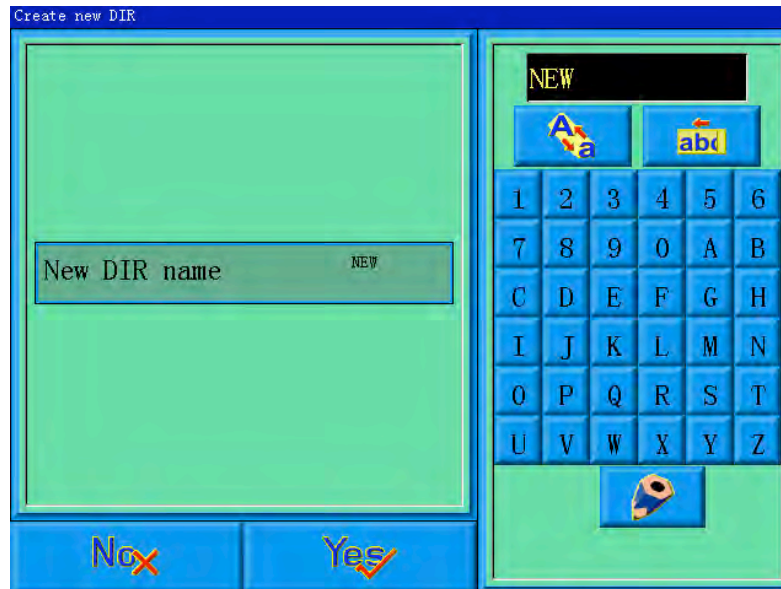 Create new DIR
New DIR name NEW
No
Yes
NEW
A a
abc
1 2 3 4 5 6
7 8 9 0 A B
C D E F G H
I J K L M N
O P Q R S T
U V W X Y Z